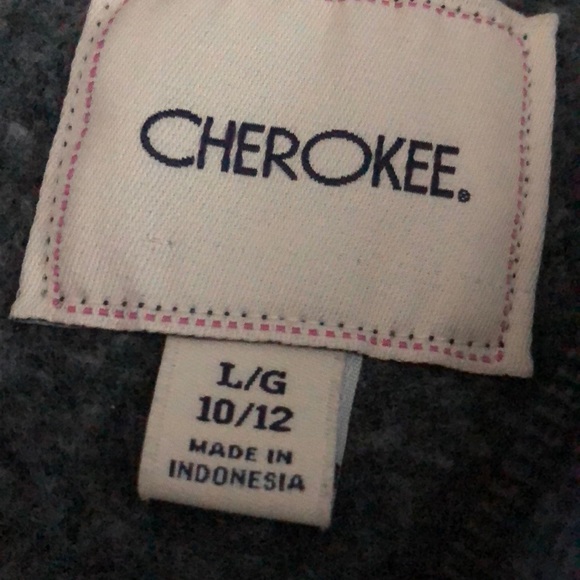 CHEROKEE®
L/G
10/12
MADE IN
INDONESIA